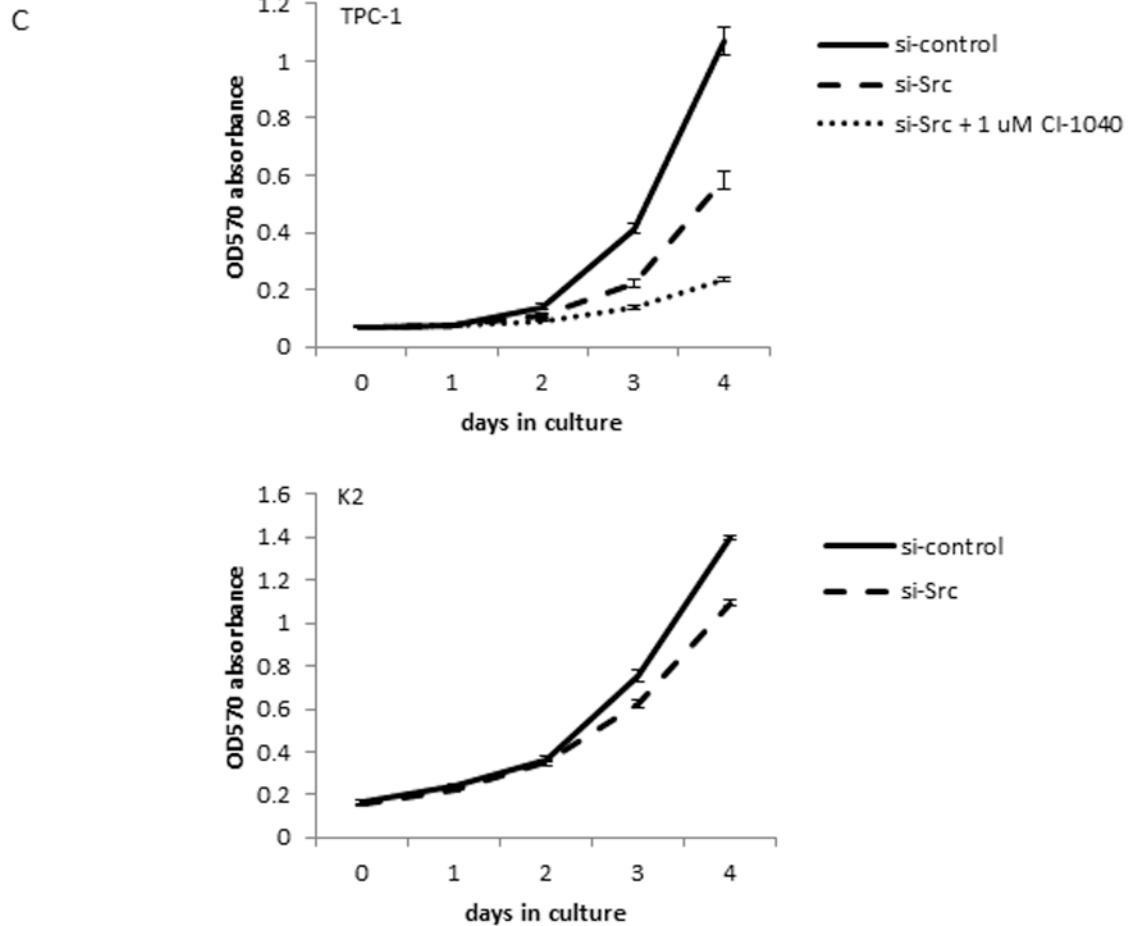 C
TPC-1
1.2
1
0.8
0.6
0.4
0.2
0
OD570 absorbance
0 1 2 3 4
days in culture
si-control
si-Src
si-Src + 1 uM CI-1040
K2
1.6
1.4
1.2
1
0.8
0.6
0.4
0.2
0
OD570 absorbance
0 1 2 3 4
days in culture
si-control
si-Src